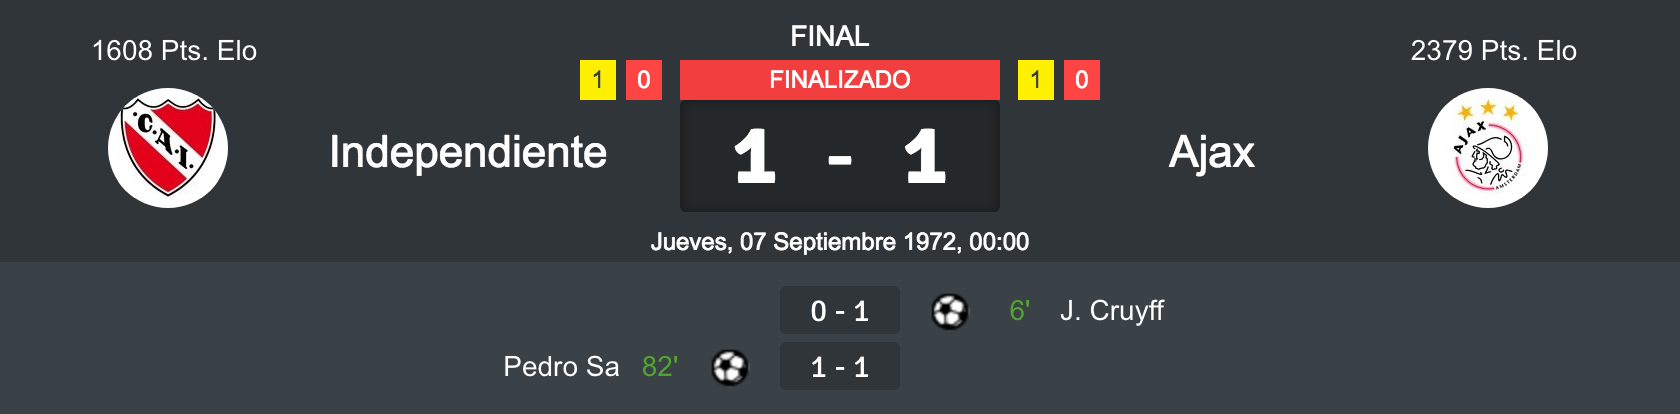 FINAL
1608 Pts. Elo
2379 Pts. Elo
1 0 FINALIZADO 1 0
C.A.I.
Independiente 1 - 1 Ajax
AJAX
AMSTERDAM
Jueves, 07 Septiembre 1972, 00:00
0 - 1 6' J. Cruyff
Pedro Sa 82' 1 - 1